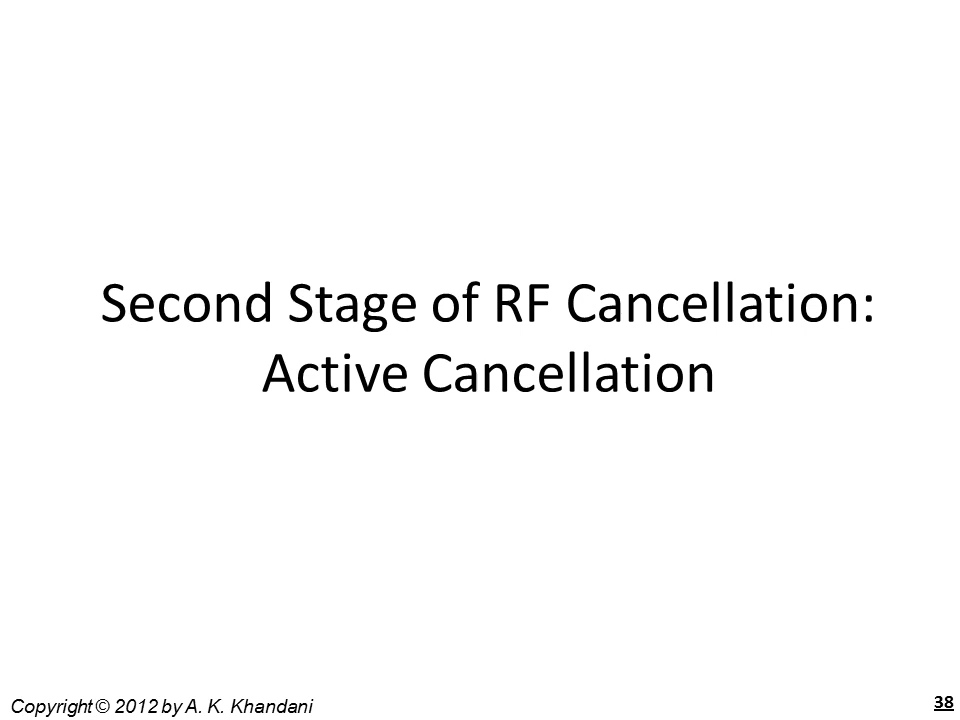 Second Stage of RF Cancellation:
Active Cancellation
Copyright © 2012 by A. K. Khandani
38